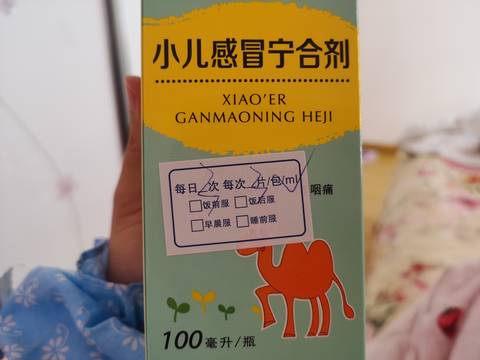 小儿感冒宁合剂
XIAO'ER
GANMAONING HEJI
每日 次 每次 片/包/ml
饭前服 饭后服
早晨服 睡前服
咽痛
100毫升/瓶